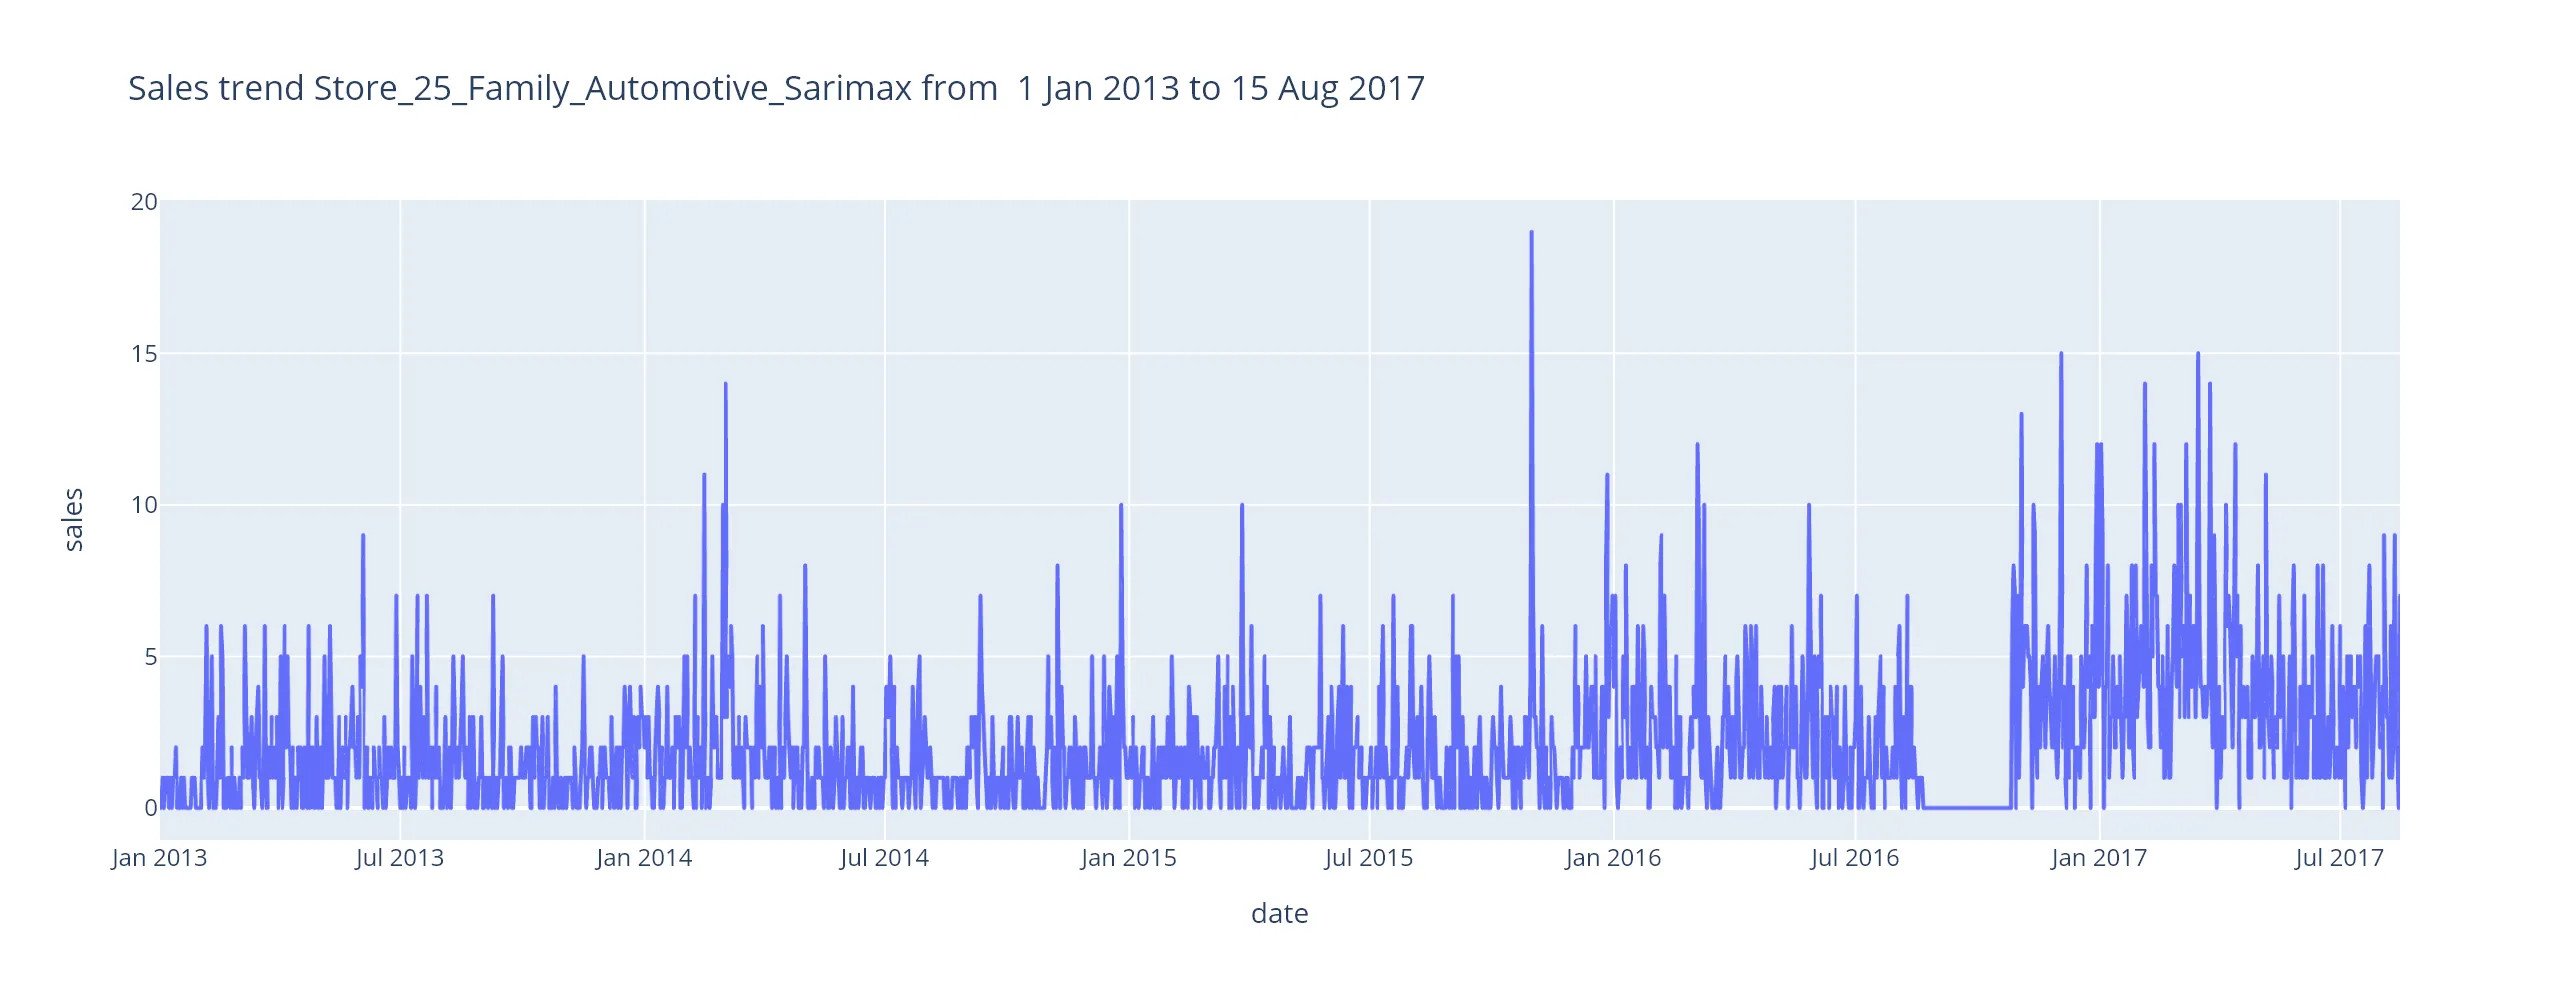 Sales trend Store_25_Family_Automotive_Sarimax from  1 Jan 2013 to 15 Aug 2017
20
15
10
5
0
sales
Jan 2013 Jul 2013 Jan 2014 Jul 2014 Jan 2015 Jul 2015 Jan 2016 Jul 2016 Jan 2017 Jul 2017
date